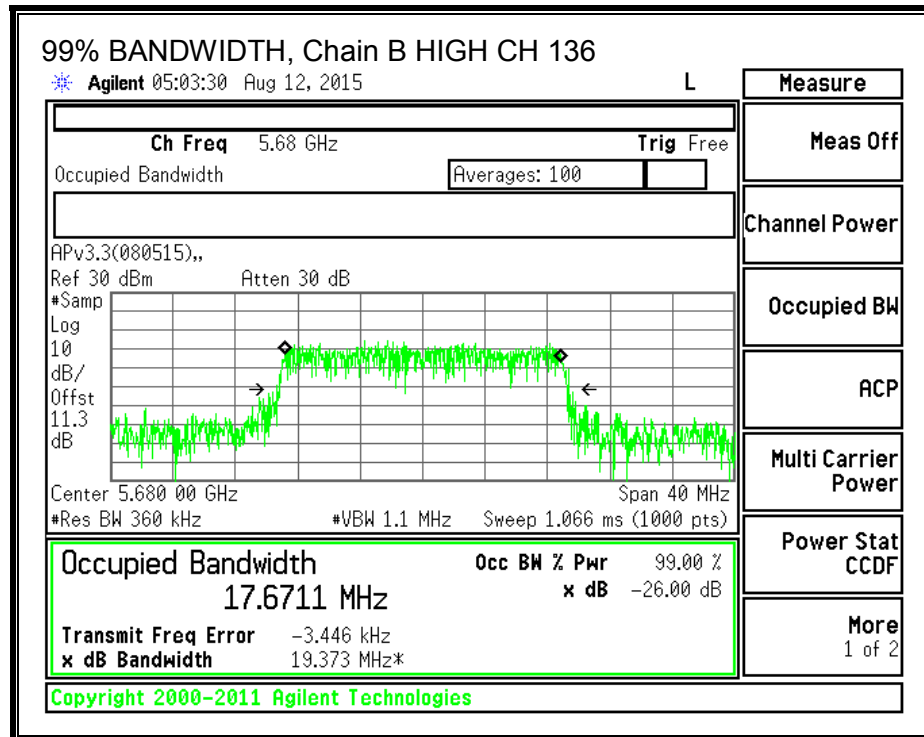 99% BANDWIDTH, Chain B HIGH CH 136
Agilent 05:03:30 Aug 12, 2015 L
Measure
Ch Freq 5.68 GHz Trig Free
Meas Off
Occupied Bandwidth Averages: 100
Channel Power
APv3.3(080515),,
Ref 30 dBm Atten 30 dB
#Samp
Log
10
dB/
Offst
11.3
dB
Occupied BW
ACP
Multi Carrier
Power
Center 5.680 00 GHz Span 40 MHz
#Res BW 360 kHz #VBW 1.1 MHz Sweep 1.066 ms (1000 pts)
Power Stat
CCDF
Occupied Bandwidth Occ BW % Pwr 99.00 %
17.6711 MHz x dB -26.00 dB
Transmit Freq Error -3.446 kHz
x dB Bandwidth 19.373 MHz*
More
1 of 2
Copyright 2000-2011 Agilent Technologies